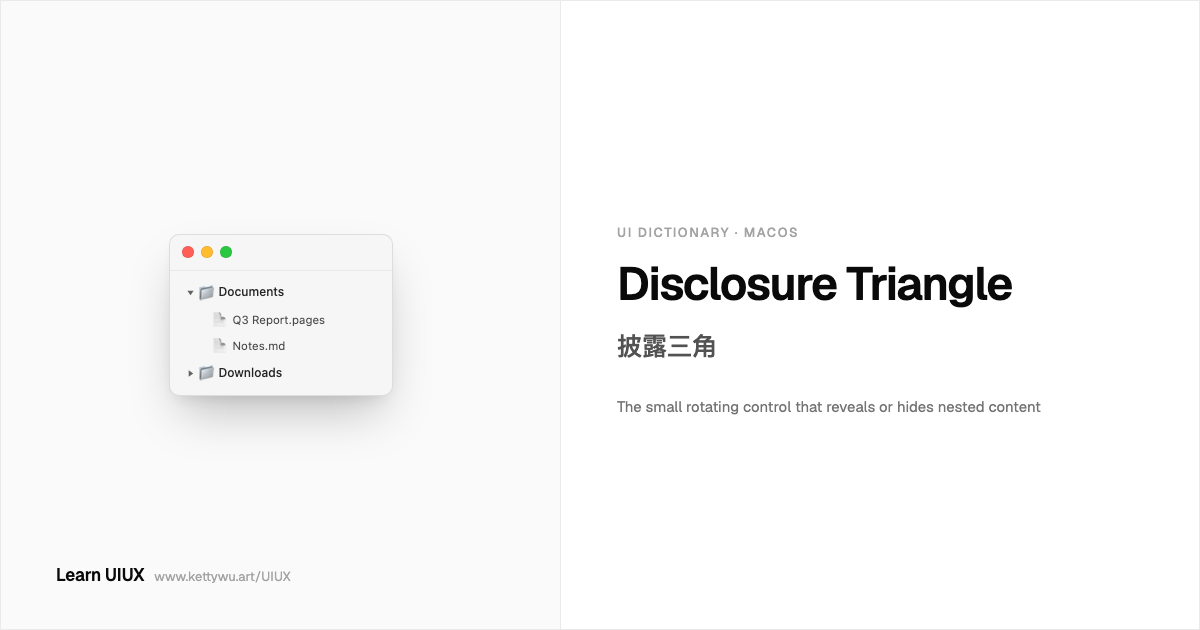 Documents
Q3 Report.pages
Notes.md
Downloads
Learn UIUX www.kettywu.art/UIUX
UI DICTIONARY · MACOS
Disclosure Triangle
披露三角
The small rotating control that reveals or hides nested content